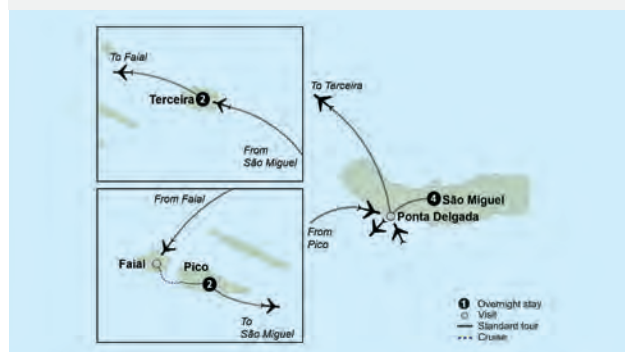 To Faial
Terceira 2
From
São Miguel
To Terceira
From Faial
Faial
Pico
2
To
São Miguel
From
Pico
4 São Miguel
Ponta Delgada
1 Overnight stay
Visit
Standard tour
Cruise